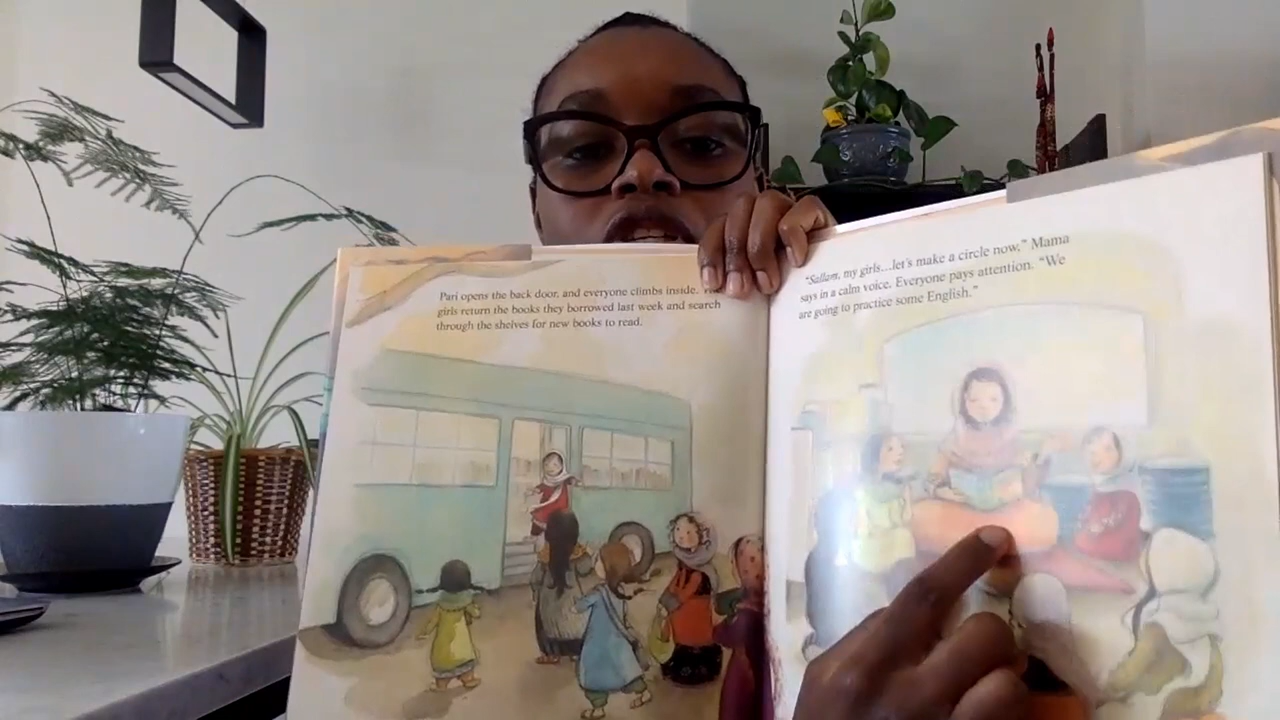 Pari opens the back door, and everyone climbs inside.
girls return the books they borrowed last week and search
through the shelves for new books to read.
"Sallam, my girls...let's make a circle now," Mama
says in a calm voice. Everyone pays attention. "We
are going to practice some English."